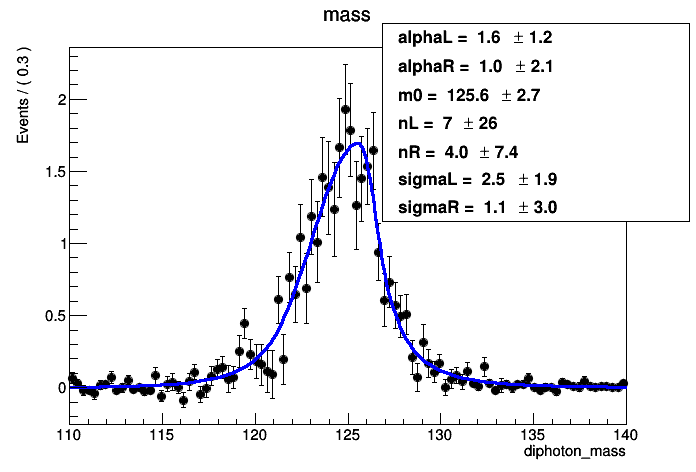 mass
alphaL = 1.6 ± 1.2
alphaR = 1.0 ± 2.1
m0 = 125.6 ± 2.7
nL = 7 ± 26
nR = 4.0 ± 7.4
sigmaL = 2.5 ± 1.9
sigmaR = 1.1 ± 3.0
Events / ( 0.3 )
2
1.5
1
0.5
0
110 115 120 125 130 135 140
diphoton_mass